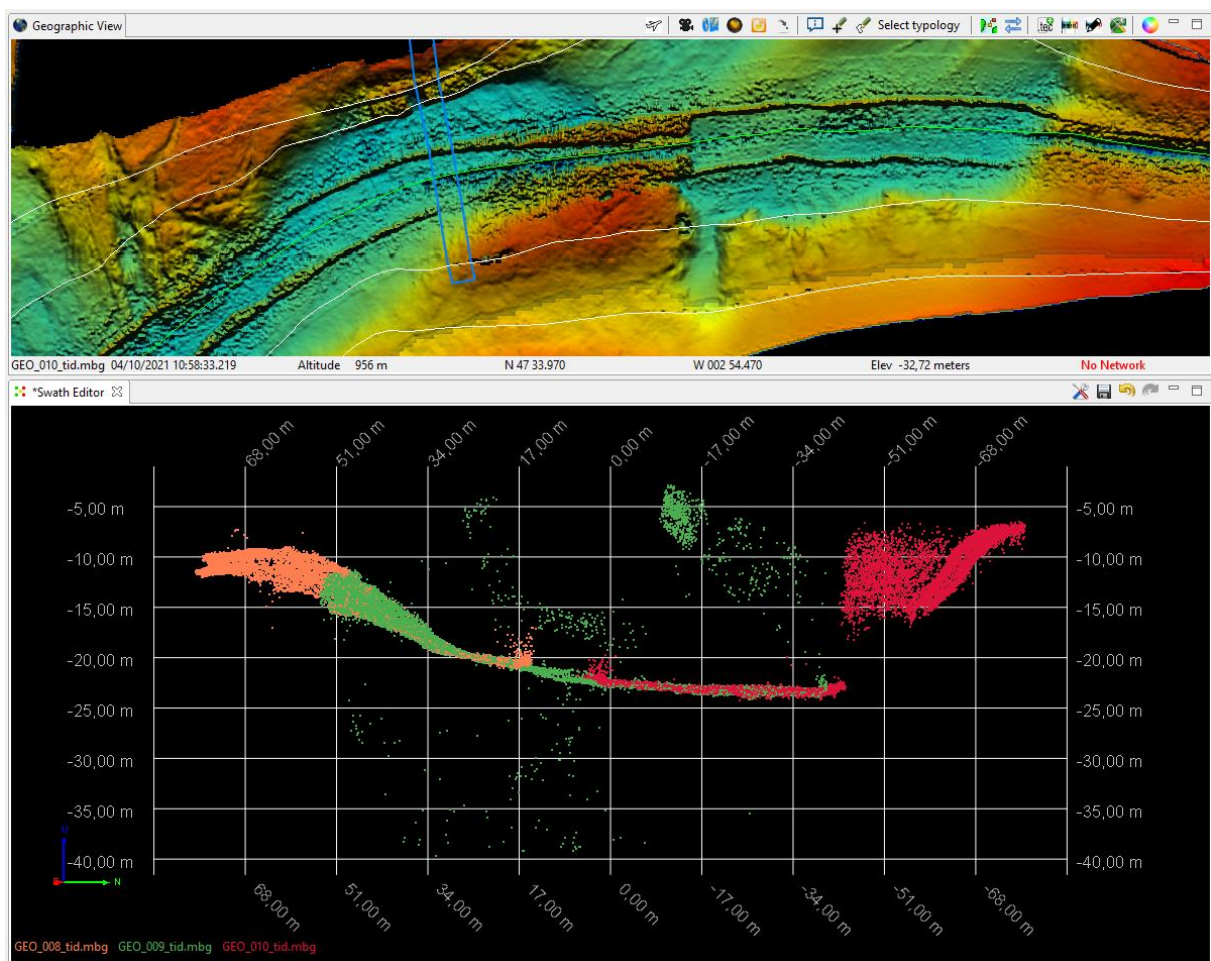 Geographic View
Select typology
GEO_010_tid.mbg 04/10/2021 10:58:33.219 Altitude 956 m N 47 33.970 W 002 54.470 Elev -32,72 meters No Network
*Swath Editor
68,00 m 51,00 m 34,00 m 17,00 m 0,00 m -17,00 m -34,00 m -51,00 m -68,00 m
-5,00 m -5,00 m
-10,00 m -10,00 m
-15,00 m -15,00 m
-20,00 m -20,00 m
-25,00 m -25,00 m
-30,00 m -30,00 m
-35,00 m -35,00 m
U
-40,00 m -40,00 m
N
68,00 m 51,00 m 34,00 m 17,00 m 0,00 m -17,00 m -34,00 m -51,00 m -68,00 m
GEO_008_tid.mbg GEO_009_tid.mbg GEO_010_tid.mbg